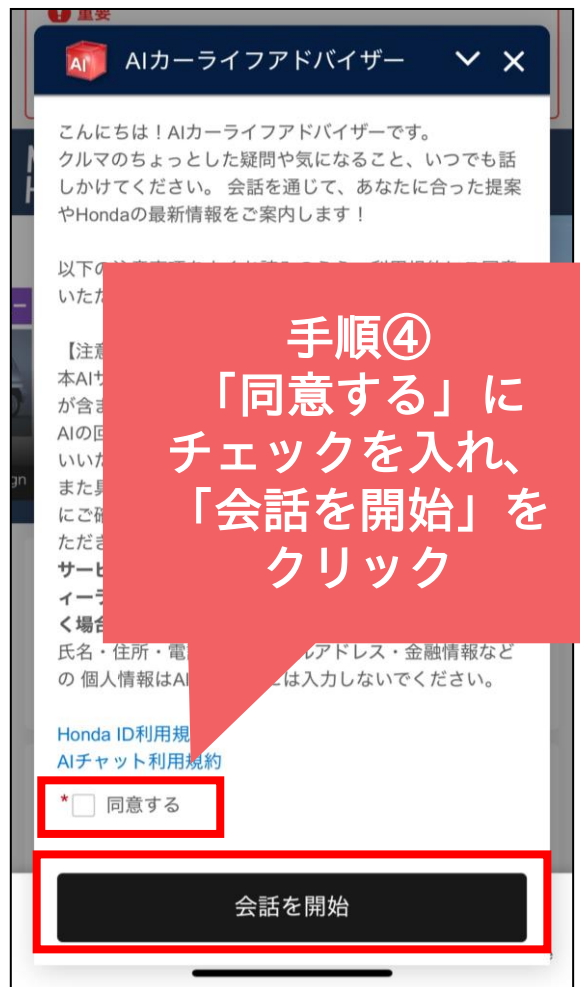 重要
AI
AIカーライフアドバイザー
こんにちは！AIカーライフアドバイザーです。
クルマのちょっとした疑問や気になること、いつでも話
しかけてください。 会話を通じて、あなたに合った提案
やHondaの最新情報をご案内します！
以下の
いただ
【注意
本AIサ
が含ま
AIの回
いいた
また具
にご確
ただき
サービ
ィーラ
く場合
手順④
「同意する」に
チェックを入れ、
「会話を開始」を
クリック
氏名・住所・電 ルアドレス・金融情報など
の 個人情報はAI は入力しないでください。
Honda ID利用規
AIチャット利用規約
* 同意する
会話を開始